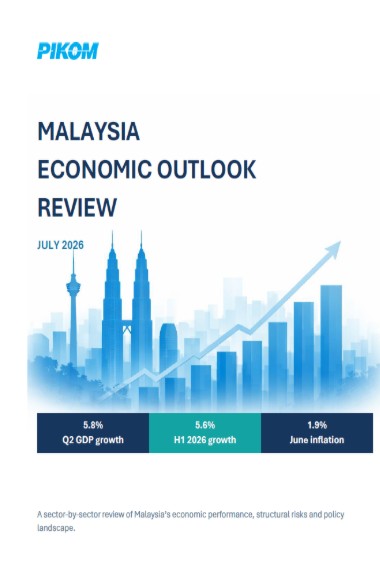 PIKOM
MALAYSIA
ECONOMIC OUTLOOK
REVIEW
JULY 2026
5.8%
Q2 GDP growth
5.6%
H1 2026 growth
1.9%
June inflation
A sector-by-sector review of Malaysia's economic performance, structural risks and policy
landscape.